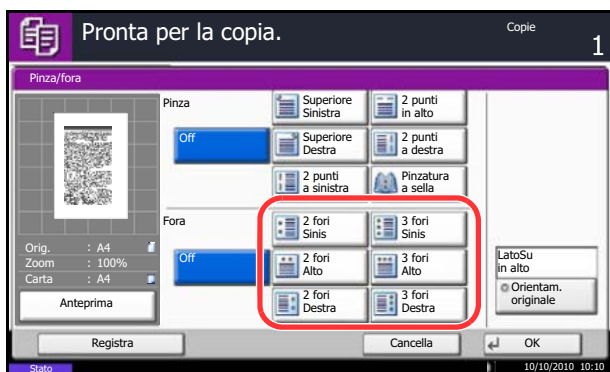 Pronta per la copia.
Copie
1
Pinza/fora
Pinza
Off
Superiore
Sinistra
2 punti
in alto
Superiore
Destra
2 punti
a destra
2 punti
a sinistra
Pinzatura
a sella
Fora
Off
2 fori
Sinis
3 fori
Sinis
2 fori
Alto
3 fori
Alto
2 fori
Destra
3 fori
Destra
Orig. : A4
Zoom : 100%
Carta : A4
Anteprima
LatoSu
in alto
Orientam.
originale
Registra
Cancella
OK
Stato
10/10/2010 10:10